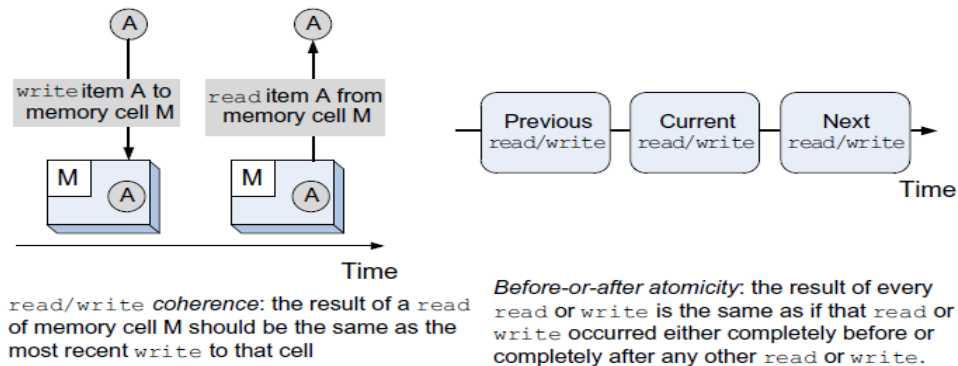 A
A
write item A to
memory cell M
read item A from
memory cell M
M
A
M
A
Time
read/write coherence: the result of a read
of memory cell M should be the same as the
most recent write to that cell
Previous
read/write
Current
read/write
Next
read/write
Time
Before-or-after atomicity: the result of every
read or write is the same as if that read or
write occurred either completely before or
completely after any other read or write.